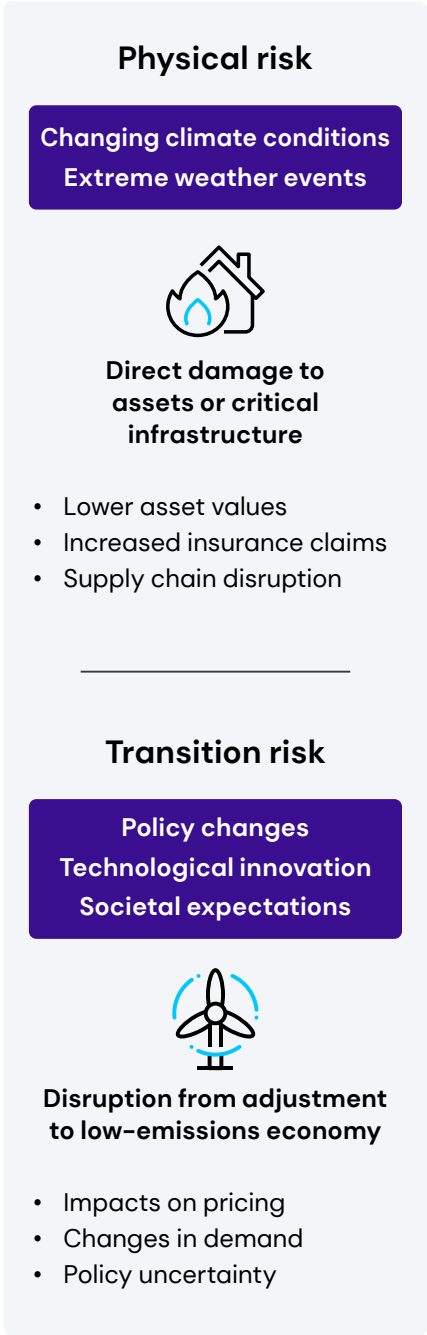 Physical risk
Changing climate conditions
Extreme weather events
Direct damage to
assets or critical
infrastructure
• Lower asset values
• Increased insurance claims
• Supply chain disruption
Transition risk
Policy changes
Technological innovation
Societal expectations
Disruption from adjustment
to low-emissions economy
• Impacts on pricing
• Changes in demand
• Policy uncertainty